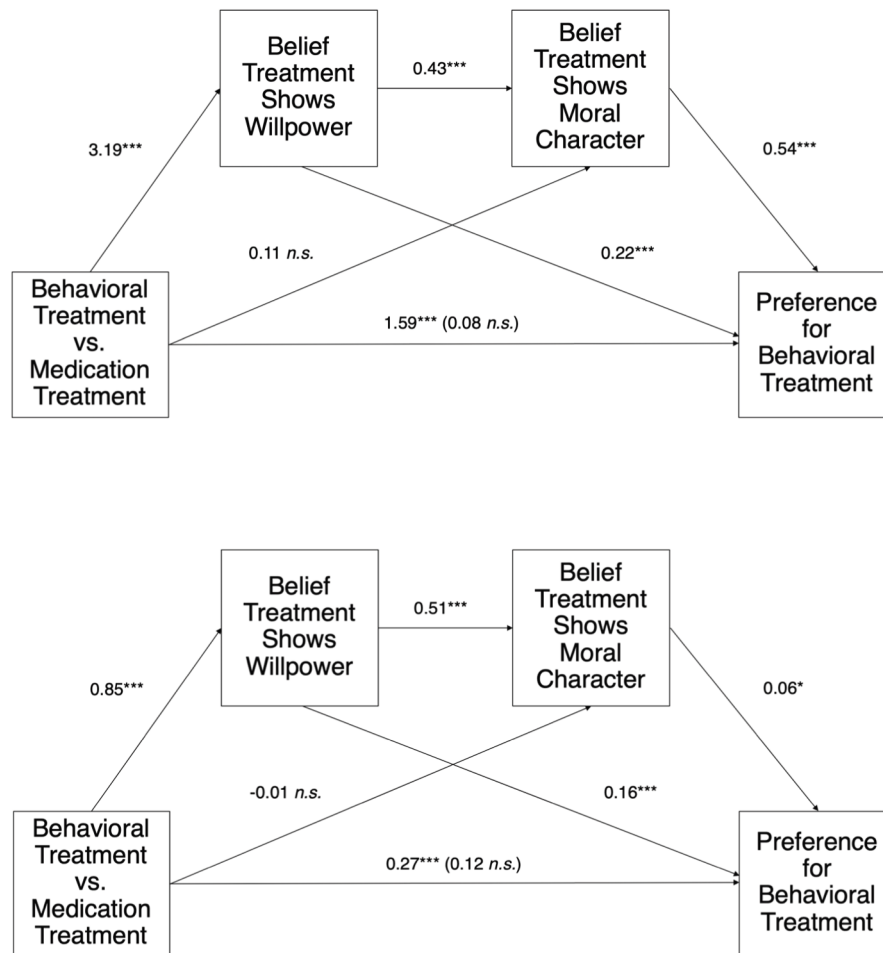 Belief
Treatment
Shows
Willpower
0.43***
Belief
Treatment
Shows
Moral
Character
3.19***
0.54***
0.11 n.s.
0.22***
Behavioral
Treatment
vs.
Medication
Treatment
1.59*** (0.08 n.s.)
Preference
for
Behavioral
Treatment
Belief
Treatment
Shows
Willpower
0.51***
Belief
Treatment
Shows
Moral
Character
0.85***
0.06*
-0.01 n.s.
0.16***
Behavioral
Treatment
vs.
Medication
Treatment
0.27*** (0.12 n.s.)
Preference
for
Behavioral
Treatment